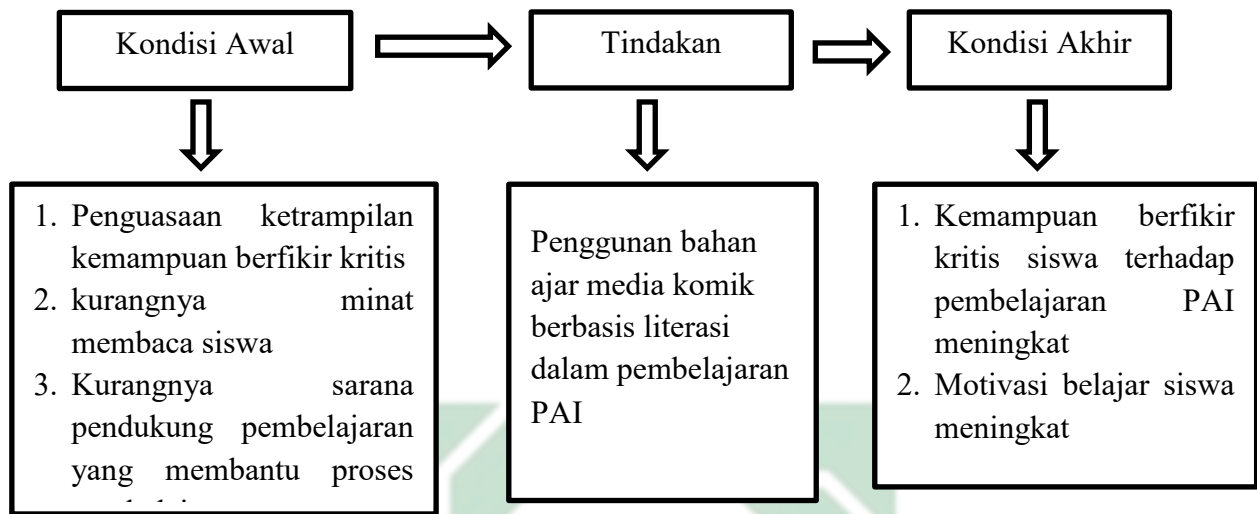 Kondisi Awal
Tindakan
Kondisi Akhir
1. Penguasaan ketrampilan
kemampuan berfikir kritis
2. kurangnya minat
membaca siswa
3. Kurangnya sarana
pendukung pembelajaran
yang membantu proses
Penggunan bahan
ajar media komik
berbasis literasi
dalam pembelajaran
PAI
1. Kemampuan berfikir
kritis siswa terhadap
pembelajaran PAI
meningkat
2. Motivasi belajar siswa
meningkat